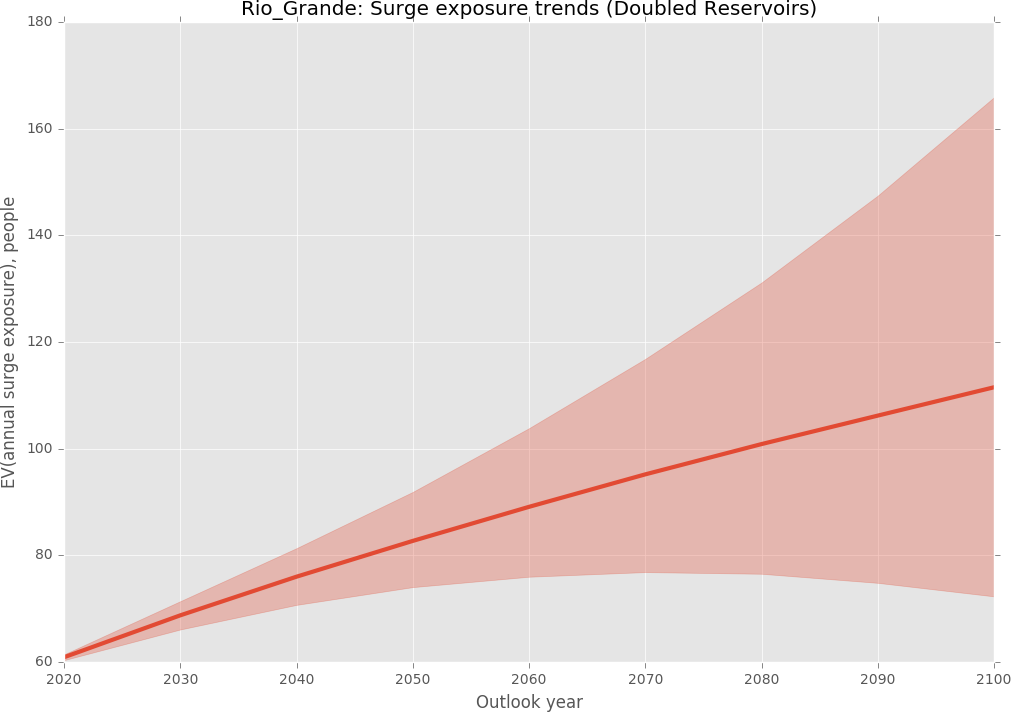 Rio_Grande: Surge exposure trends (Doubled Reservoirs)
EV(annual surge exposure), people
180
160
140
120
100
80
60
2020 2030 2040 2050 2060 2070 2080 2090 2100
Outlook year